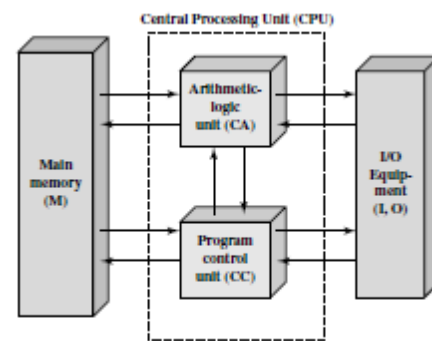 Central Processing Unit (CPU)
Arithmetic-
logic
unit (CA)
Main
memory
(M)
I/O
Equip-
ment
(I, O)
Program
control
unit (CC)